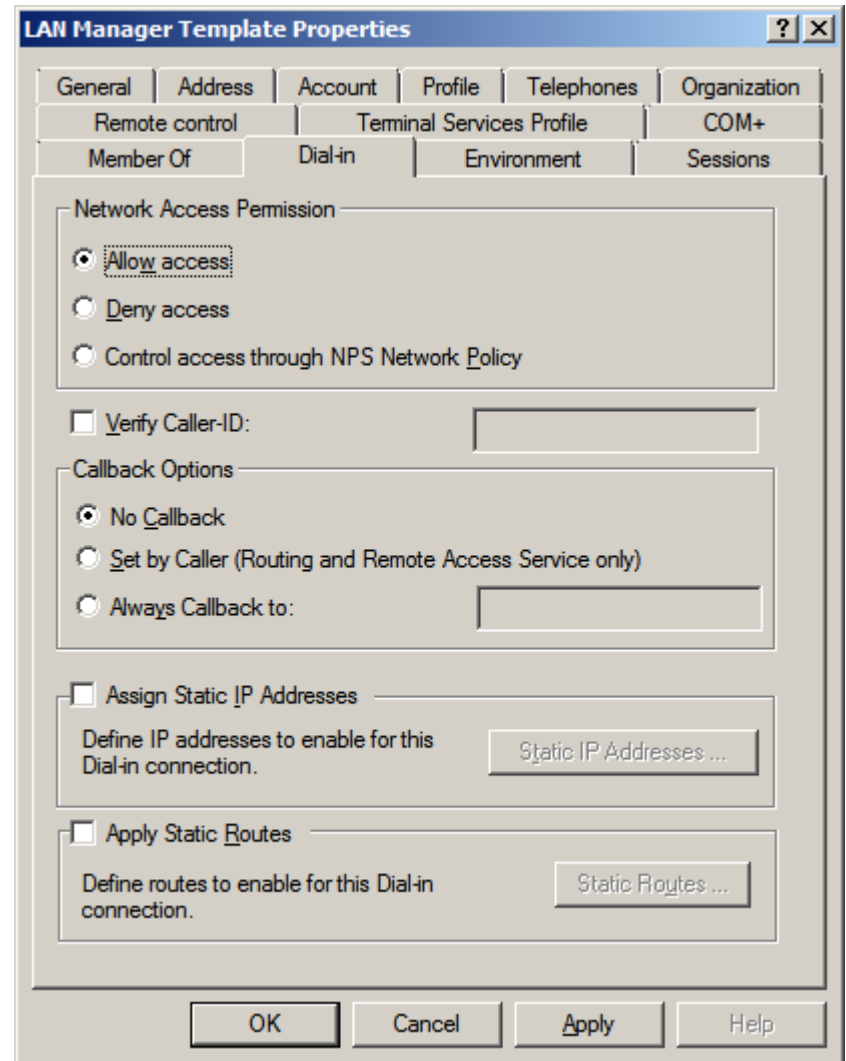 LAN Manager Template Properties
General Address Account Profile Telephones Organization
Remote control Terminal Services Profile COM+
Member Of Dial-in Environment Sessions
Network Access Permission
Allow access
Deny access
Control access through NPS Network Policy
Verify Caller-ID:
Callback Options
No Callback
Set by Caller (Routing and Remote Access Service only)
Always Callback to:
Assign Static IP Addresses
Define IP addresses to enable for this
Dial-in connection.
Static IP Addresses ...
Apply Static Routes
Define routes to enable for this Dial-in
connection.
Static Routes ...
OK Cancel Apply Help